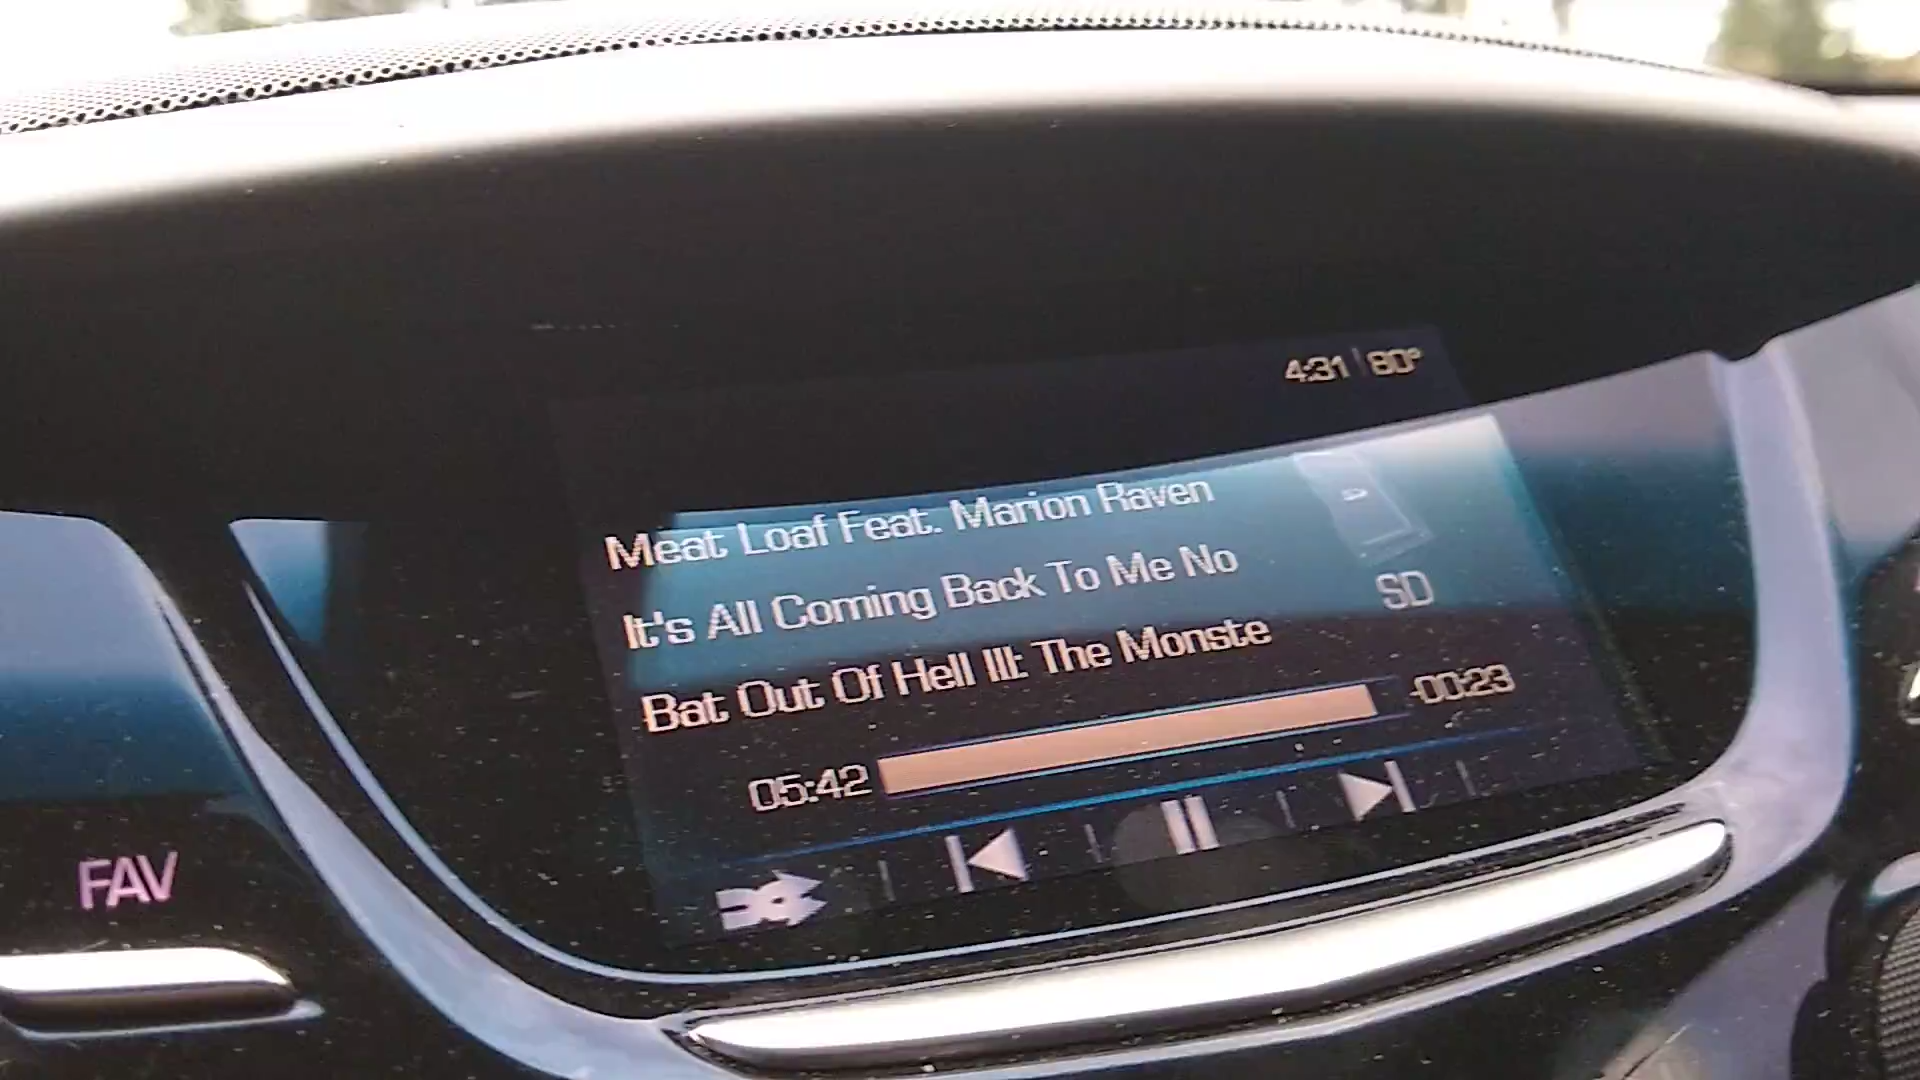 4:31 80°
Meat Loaf Feat. Marion Raven
It's All Coming Back To Me No
SD
Bat Out Of Hell III: The Monste
05:42 -00:23
FAV